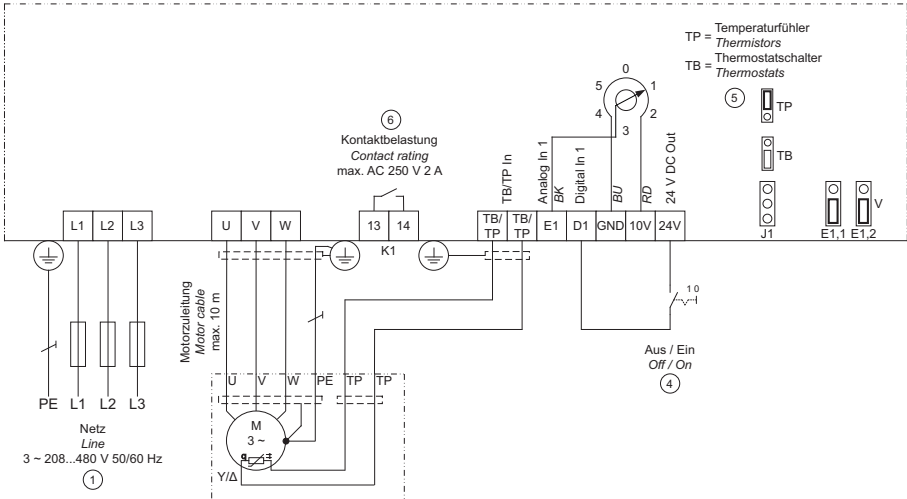 TP = Temperaturfühler
Thermistors
TB = Thermostatschalter
Thermostats
5
TP
TB
J1
V
E1,1 E1,2
0
1
2
3
4
5
6
Kontaktbelastung
Contact rating
max. AC 250 V 2 A
TB/TP In
Analog In 1
BK
Digital In 1
BU
RD
24 V DC Out
L1 L2 L3
U V W
13 14
K1
TB/TP TB/TP E1 D1 GND 10V 24V
Motorzuleitung
Motor cable
max. 10 m
1 0
Aus / Ein
Off / On
4
U V W PE TP TP
PE L1 L2 L3
Netz
Line
3 ~ 208...480 V 50/60 Hz
1
M
3 ~
Y/Δ